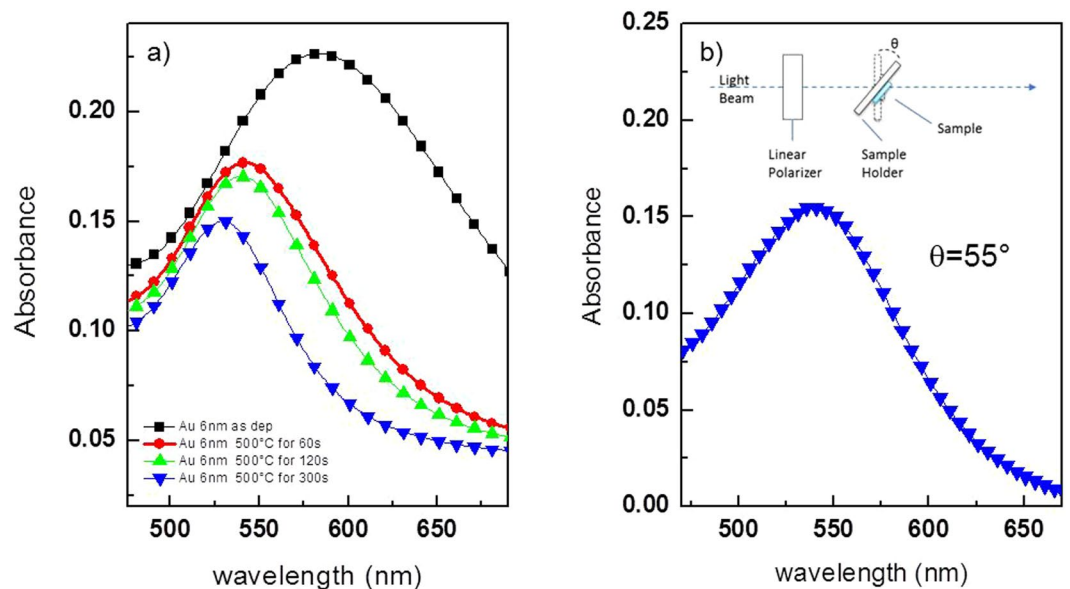 a)
0.20
0.15
0.10
0.05
Absorbance
Au 6nm as dep
Au 6nm 500°C for 60s
Au 6nm 500°C for 120s
Au 6nm 500°C for 300s
500 550 600 650
wavelength (nm)
b)
0.25
0.20
0.15
0.10
0.05
0.00
Absorbance
θ
Light
Beam
Sample
Linear
Polarizer
Sample
Holder
θ=55°
500 550 600 650
wavelength (nm)